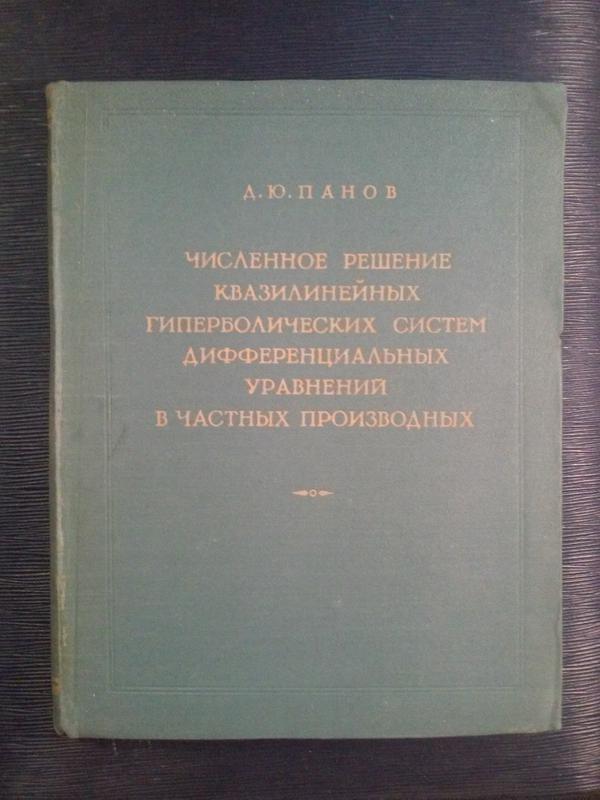 Д. Ю. ПАНОВ
ЧИСЛЕННОЕ РЕШЕНИЕ
КВАЗИЛИНЕЙНЫХ
ГИПЕРБОЛИЧЕСКИХ СИСТЕМ
ДИФФЕРЕНЦИАЛЬНЫХ
УРАВНЕНИЙ
В ЧАСТНЫХ ПРОИЗВОДНЫХ